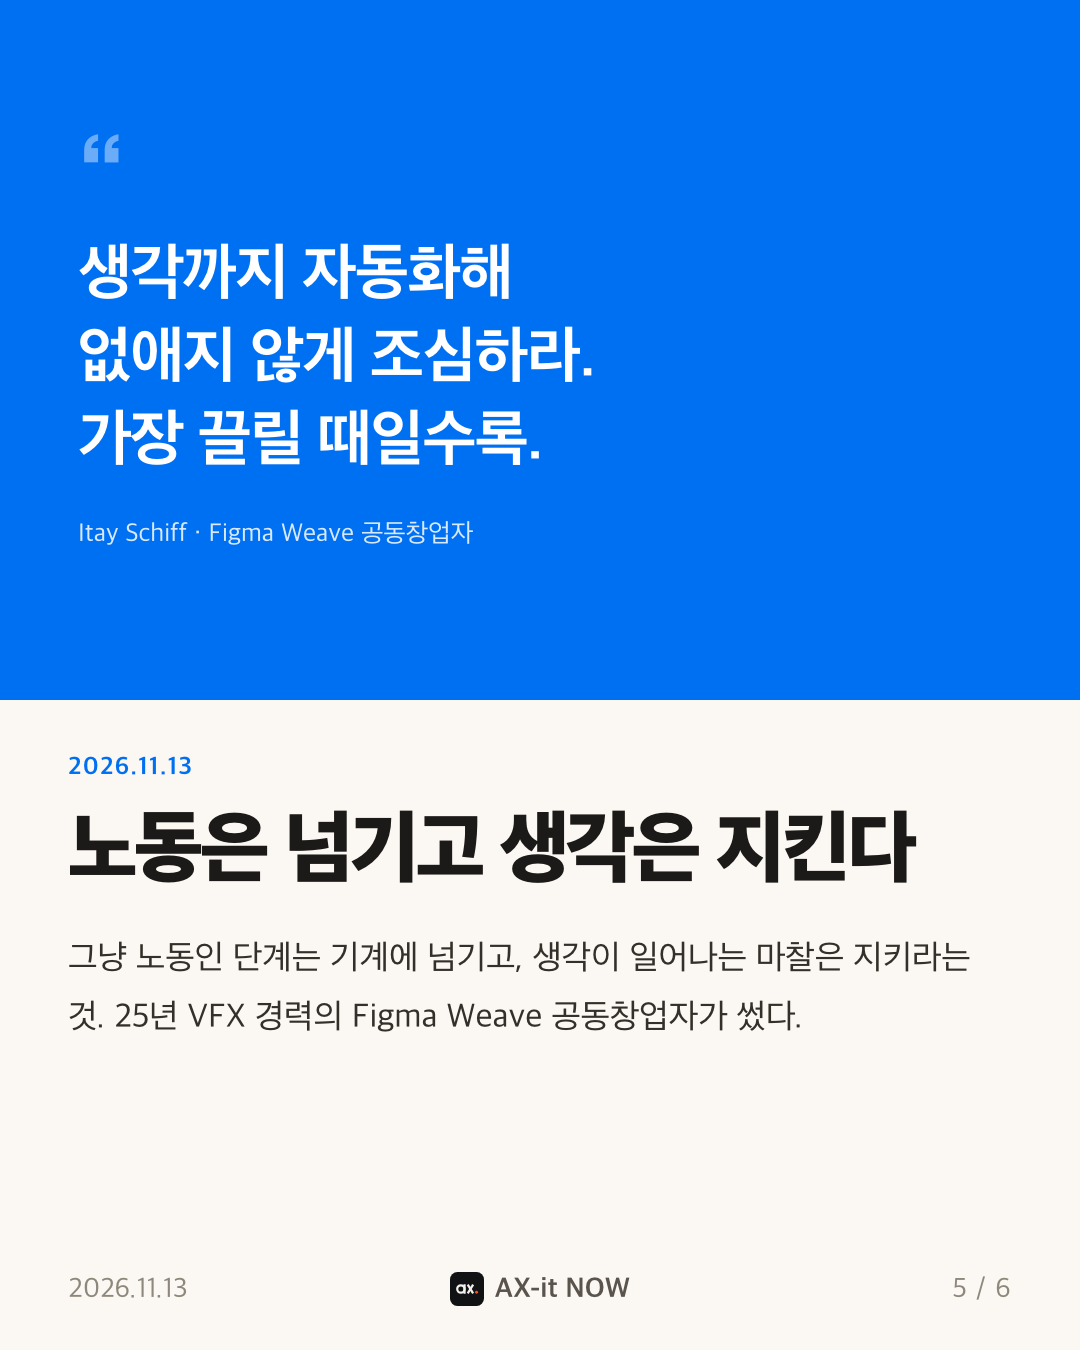 “
생각까지 자동화해
없애지 않게 조심하라.
가장 끌릴 때일수록.
Itay Schiff · Figma Weave 공동창업자
2026.11.13
노동은 넘기고 생각은 지킨다
그냥 노동인 단계는 기계에 넘기고, 생각이 일어나는 마찰은 지키라는
것. 25년 VFX 경력의 Figma Weave 공동창업자가 썼다.
2026.11.13
ax. AX-it NOW
5 / 6